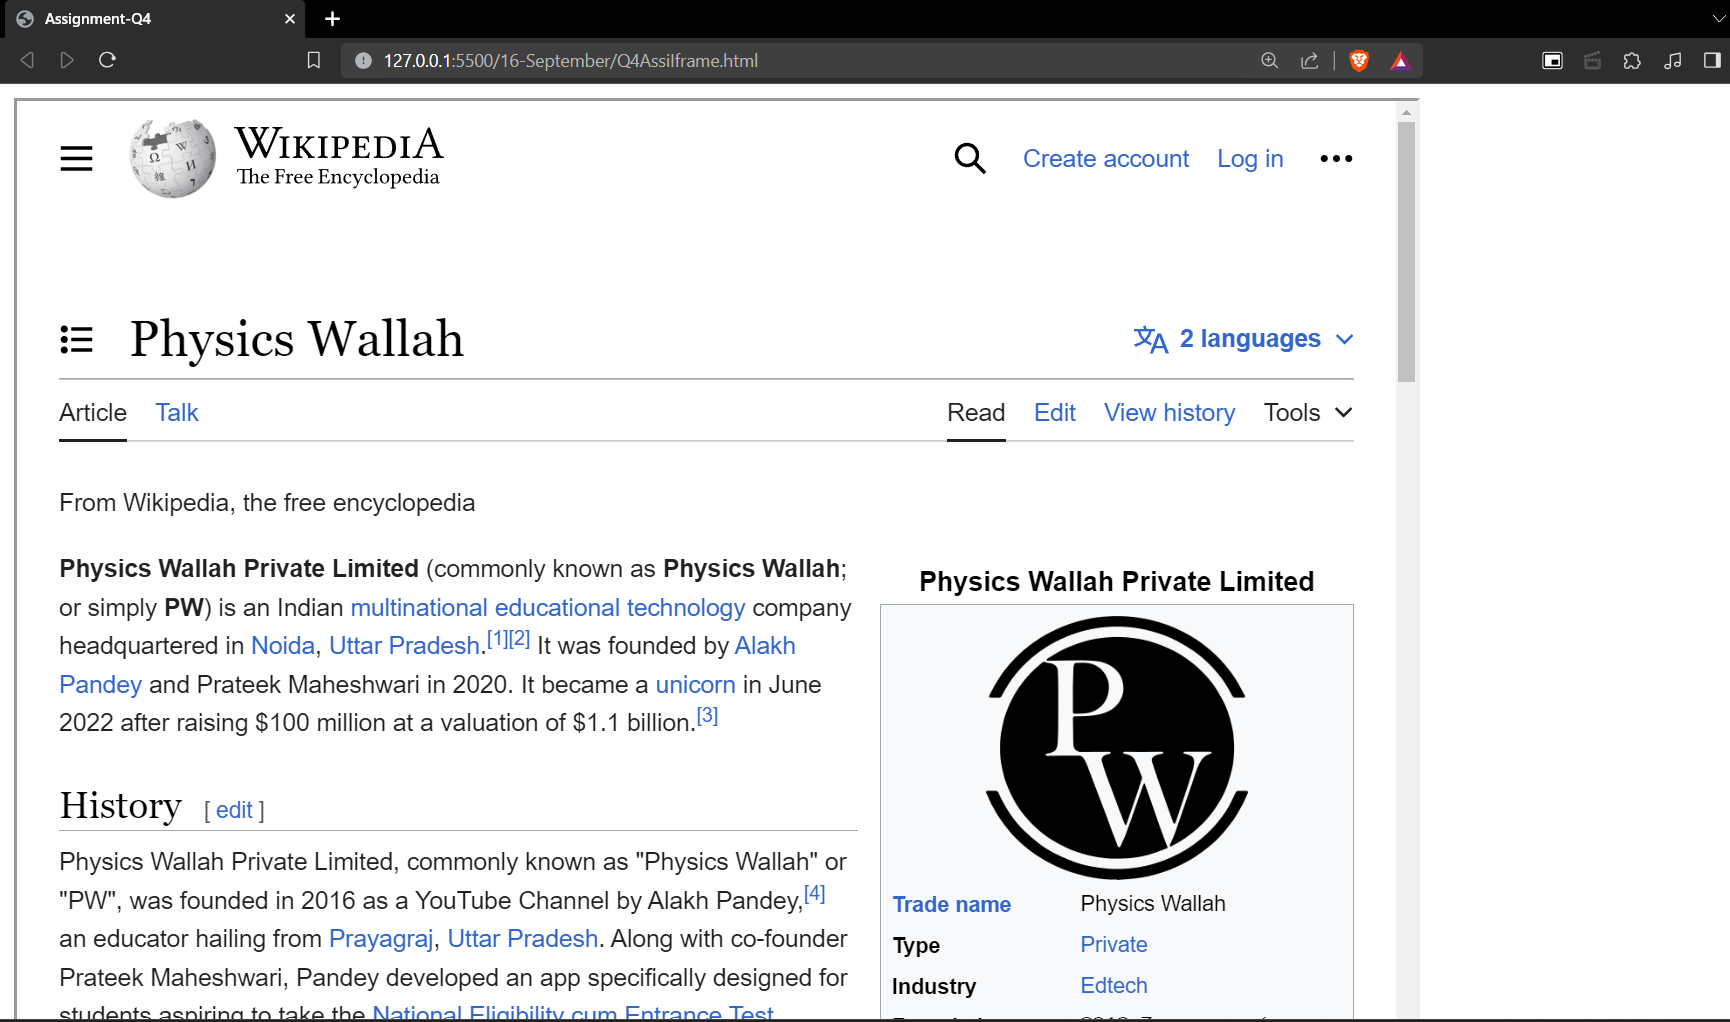 Assignment-Q4
127.0.0.1:5500/16-September/Q4AssiIframe.html
WIKIPEDIA
The Free Encyclopedia
Create account Log in
Physics Wallah
2 languages
Article Talk Read Edit View history Tools
From Wikipedia, the free encyclopedia
Physics Wallah Private Limited (commonly known as Physics Wallah;
or simply PW) is an Indian multinational educational technology company
headquartered in Noida, Uttar Pradesh.[1][2] It was founded by Alakh
Pandey and Prateek Maheshwari in 2020. It became a unicorn in June
2022 after raising $100 million at a valuation of $1.1 billion.[3]
History [ edit ]
Physics Wallah Private Limited, commonly known as "Physics Wallah" or
"PW", was founded in 2016 as a YouTube Channel by Alakh Pandey,[4]
an educator hailing from Prayagraj, Uttar Pradesh. Along with co-founder
Prateek Maheshwari, Pandey developed an app specifically designed for
students aspiring to take the National Eligibility cum Entrance Test
Physics Wallah Private Limited
PW
Trade name Physics Wallah
Type Private
Industry Edtech